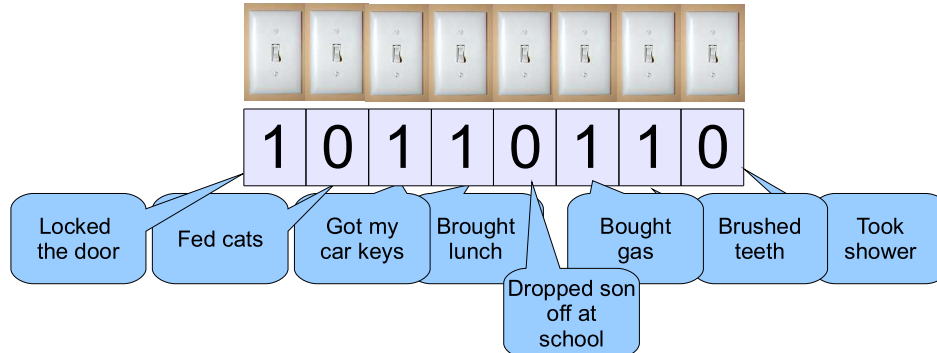 1 0 1 1 0 1 1 0
Locked
the door
Fed cats
Got my
car keys
Brought
lunch
Dropped son
off at
school
Bought
gas
Brushed
teeth
Took
shower